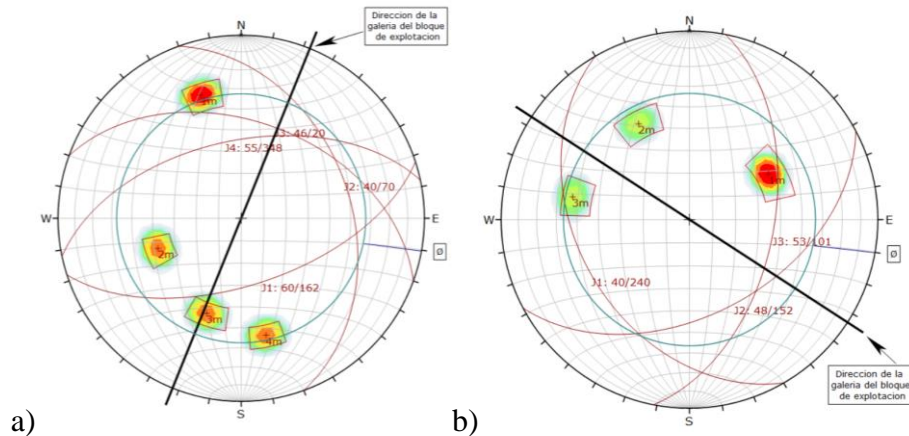 Direccion de la
galeria del bloque
de explotacion
N
1m
J3: 46/20
J4: 55/348
J2: 40/70
W
E
2m
Ø
J1: 60/162
3m
4m
S
a)
N
2m
1m
3m
W
E
J3: 53/101
Ø
J1: 40/240
J2: 48/152
Direccion de la
galeria del bloque
de explotacion
S
b)